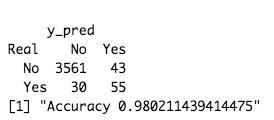 y_pred
Real No Yes
No 3561 43
Yes 30 55
[1] "Accuracy 0.980211439414475"